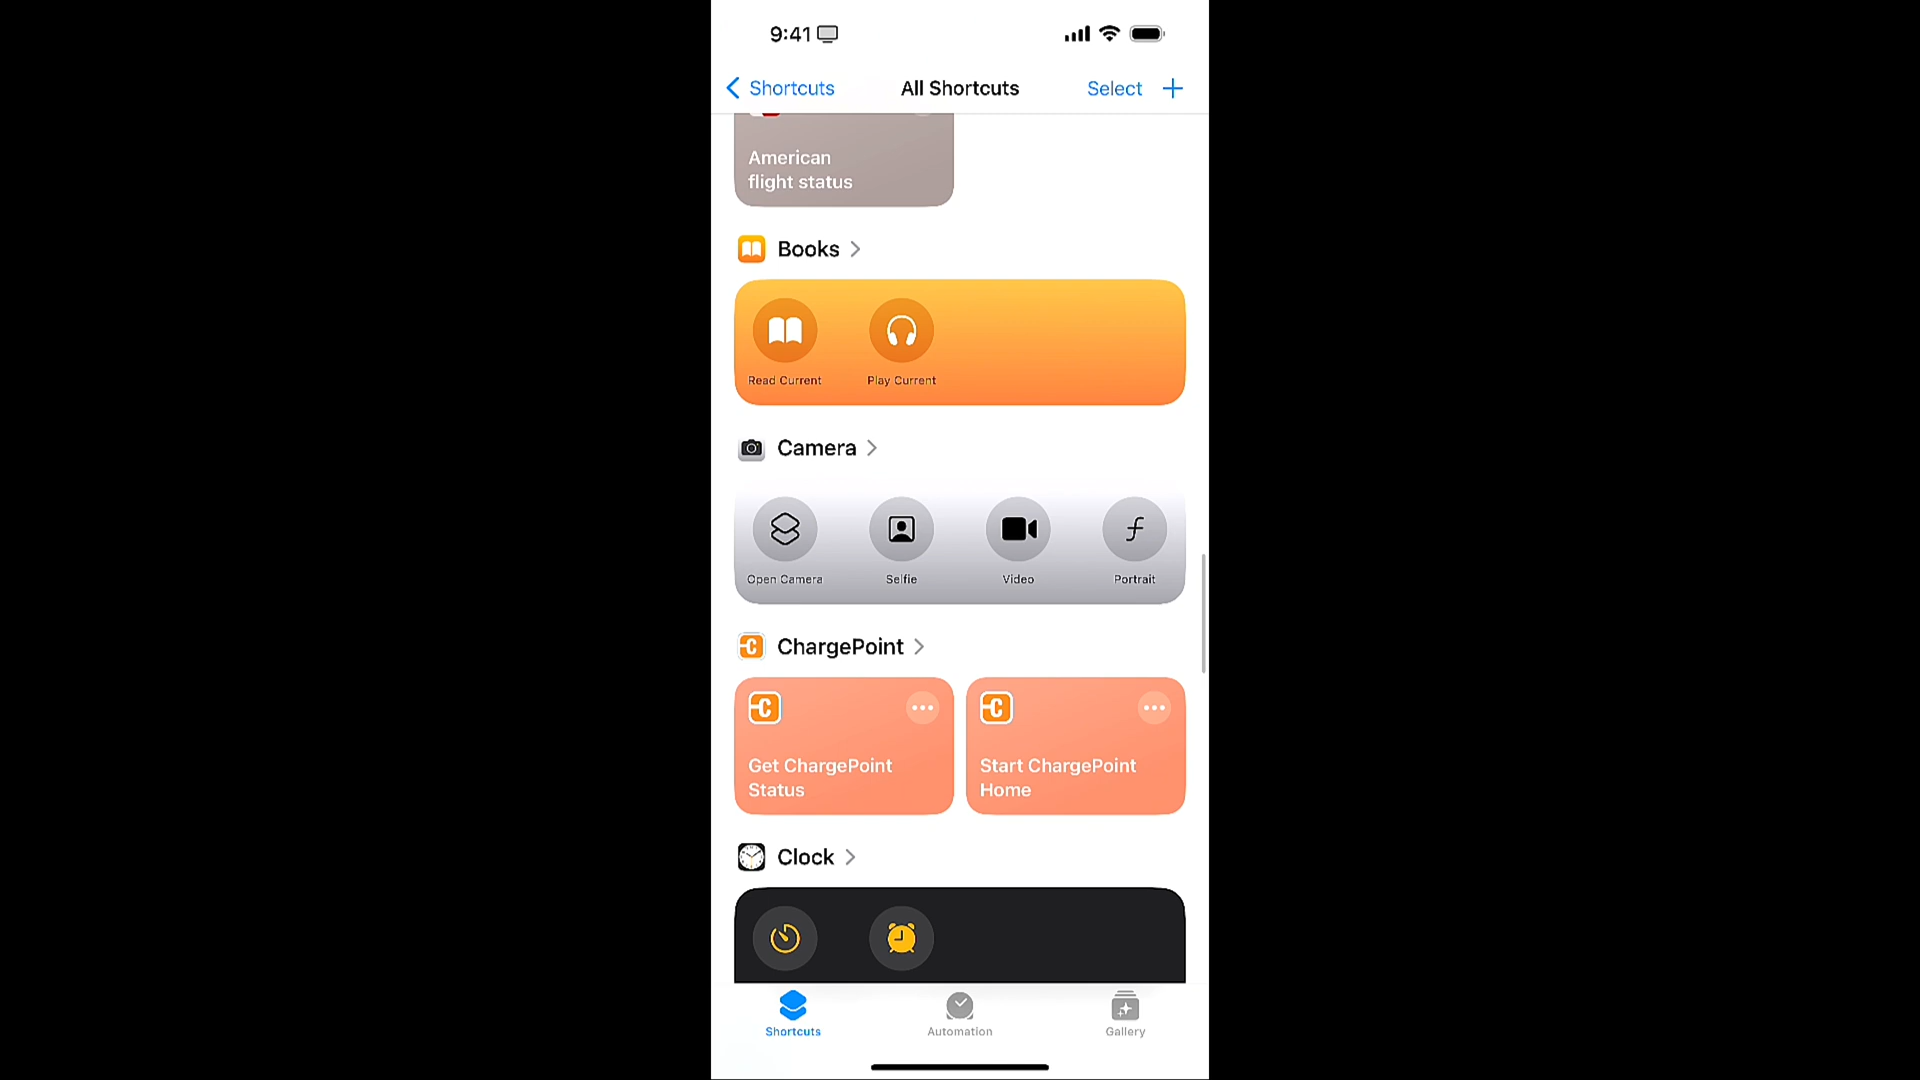 9:41
Shortcuts
All Shortcuts
Select
American
flight status
Books
Read Current
Play Current
Camera
Open Camera
Selfie
Video
Portrait
ChargePoint
Get ChargePoint
Status
Start ChargePoint
Home
Clock
Shortcuts
Automation
Gallery